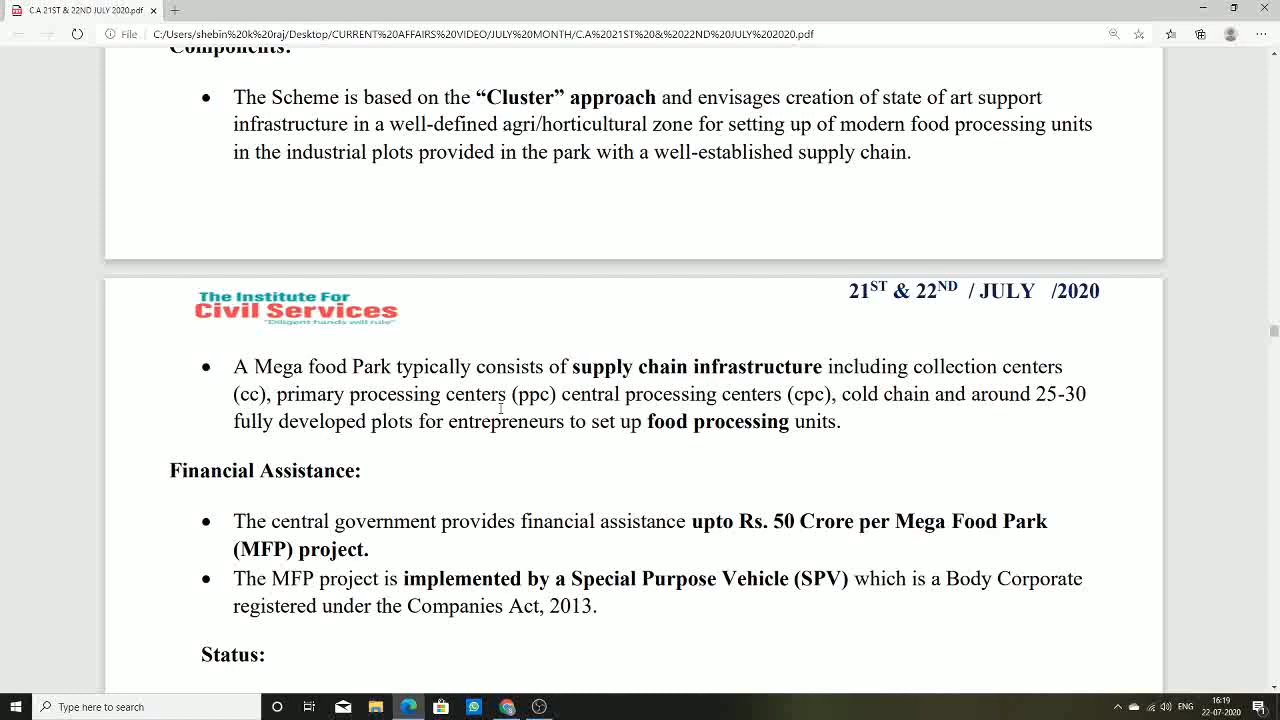 C.A 21ST & 22ND JULY 2020.pdf
File
C:/Users/shebin%20k%20raj/Desktop/CURRENT%20AFFAIRS%20VIDEO/JULY%20MONTH/C.A%2021ST%20&%2022ND%20JULY%202020.pdf
Components:
• The Scheme is based on the “Cluster” approach and envisages creation of state of art support
infrastructure in a well-defined agri/horticultural zone for setting up of modern food processing units
in the industrial plots provided in the park with a well-established supply chain.
The Institute For
Civil Services
"Diligent hands will rule"
21ST & 22ND / JULY /2020
• A Mega food Park typically consists of supply chain infrastructure including collection centers
(cc), primary processing centers (ppc) central processing centers (cpc), cold chain and around 25-30
fully developed plots for entrepreneurs to set up food processing units.
Financial Assistance:
• The central government provides financial assistance upto Rs. 50 Crore per Mega Food Park
(MFP) project.
• The MFP project is implemented by a Special Purpose Vehicle (SPV) which is a Body Corporate
registered under the Companies Act, 2013.
Status:
Type here to search
ENG
16:19
22-07-2020